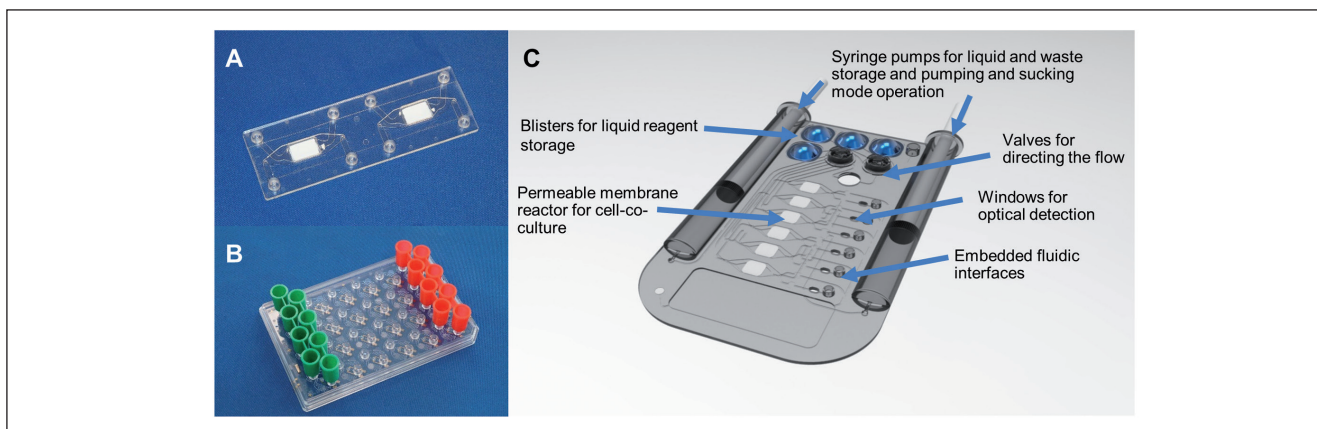 A
B
C
Syringe pumps for liquid and waste
storage and pumping and sucking
mode operation
Blisters for liquid reagent
storage
Valves for
directing the flow
Permeable membrane
reactor for cell-co-
culture
Windows for
optical detection
Embedded fluidic
interfaces